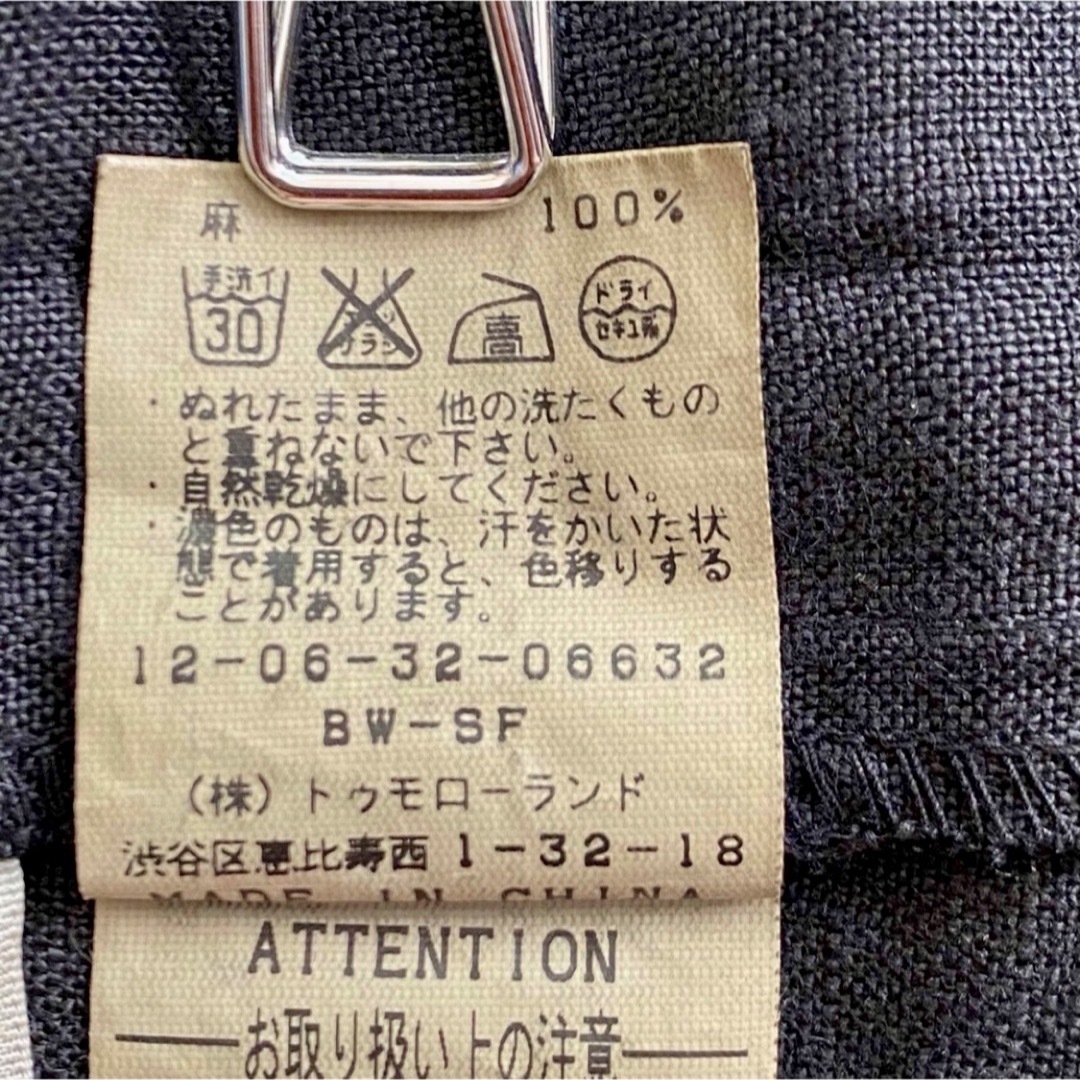 麻 100%
手洗イ 30 エンソサラシ 高 ドライ セキユ系
・ぬれたまま、他の洗たくもの
と重ねないで下さい。
・自然乾燥にしてください。
・濃色のものは、汗をかいた状
態で着用すると、色移りする
ことがあります。
12-06-32-06632
BW-SF
(株)トゥモローランド
渋谷区恵比寿西1-32-18
MADE IN CHINA
ATTENTION
お取り扱い上の注意